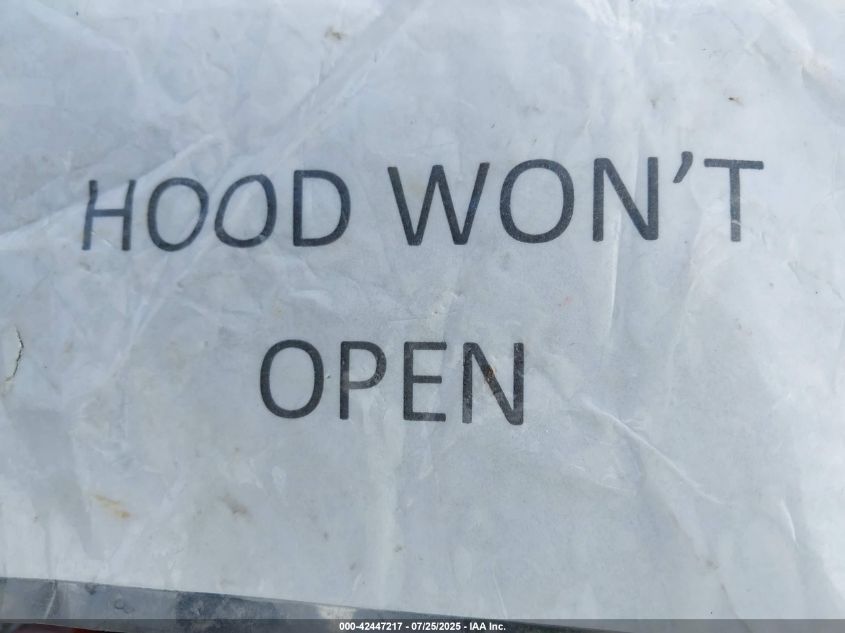 HOOD WON'T
OPEN
000-42447217 - 07/25/2025 - IAA Inc.